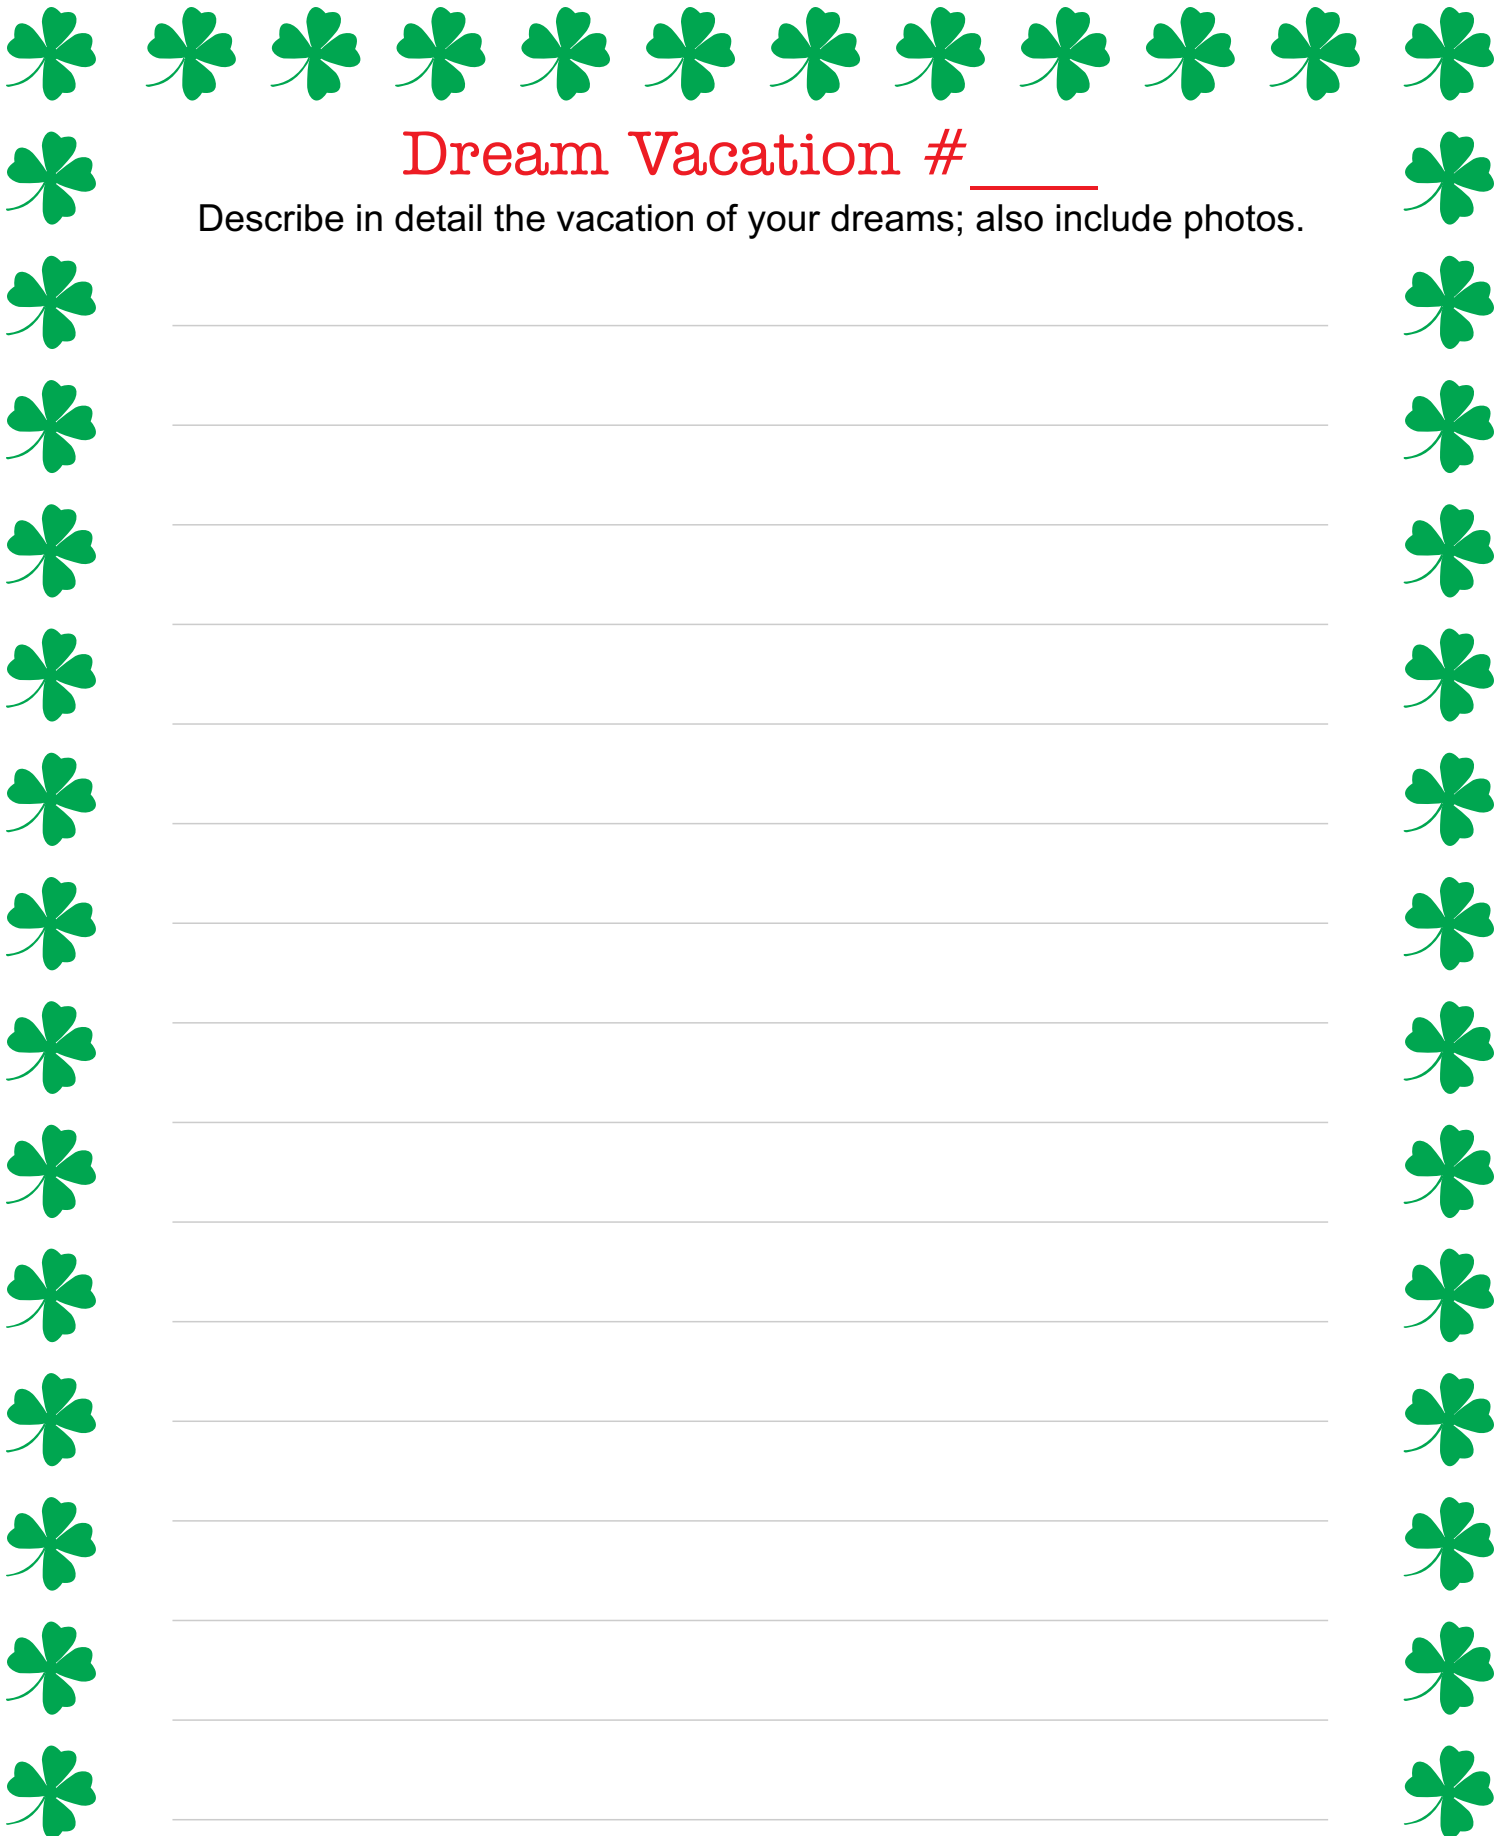 Dream Vacation #____
Describe in detail the vacation of your dreams; also include photos.